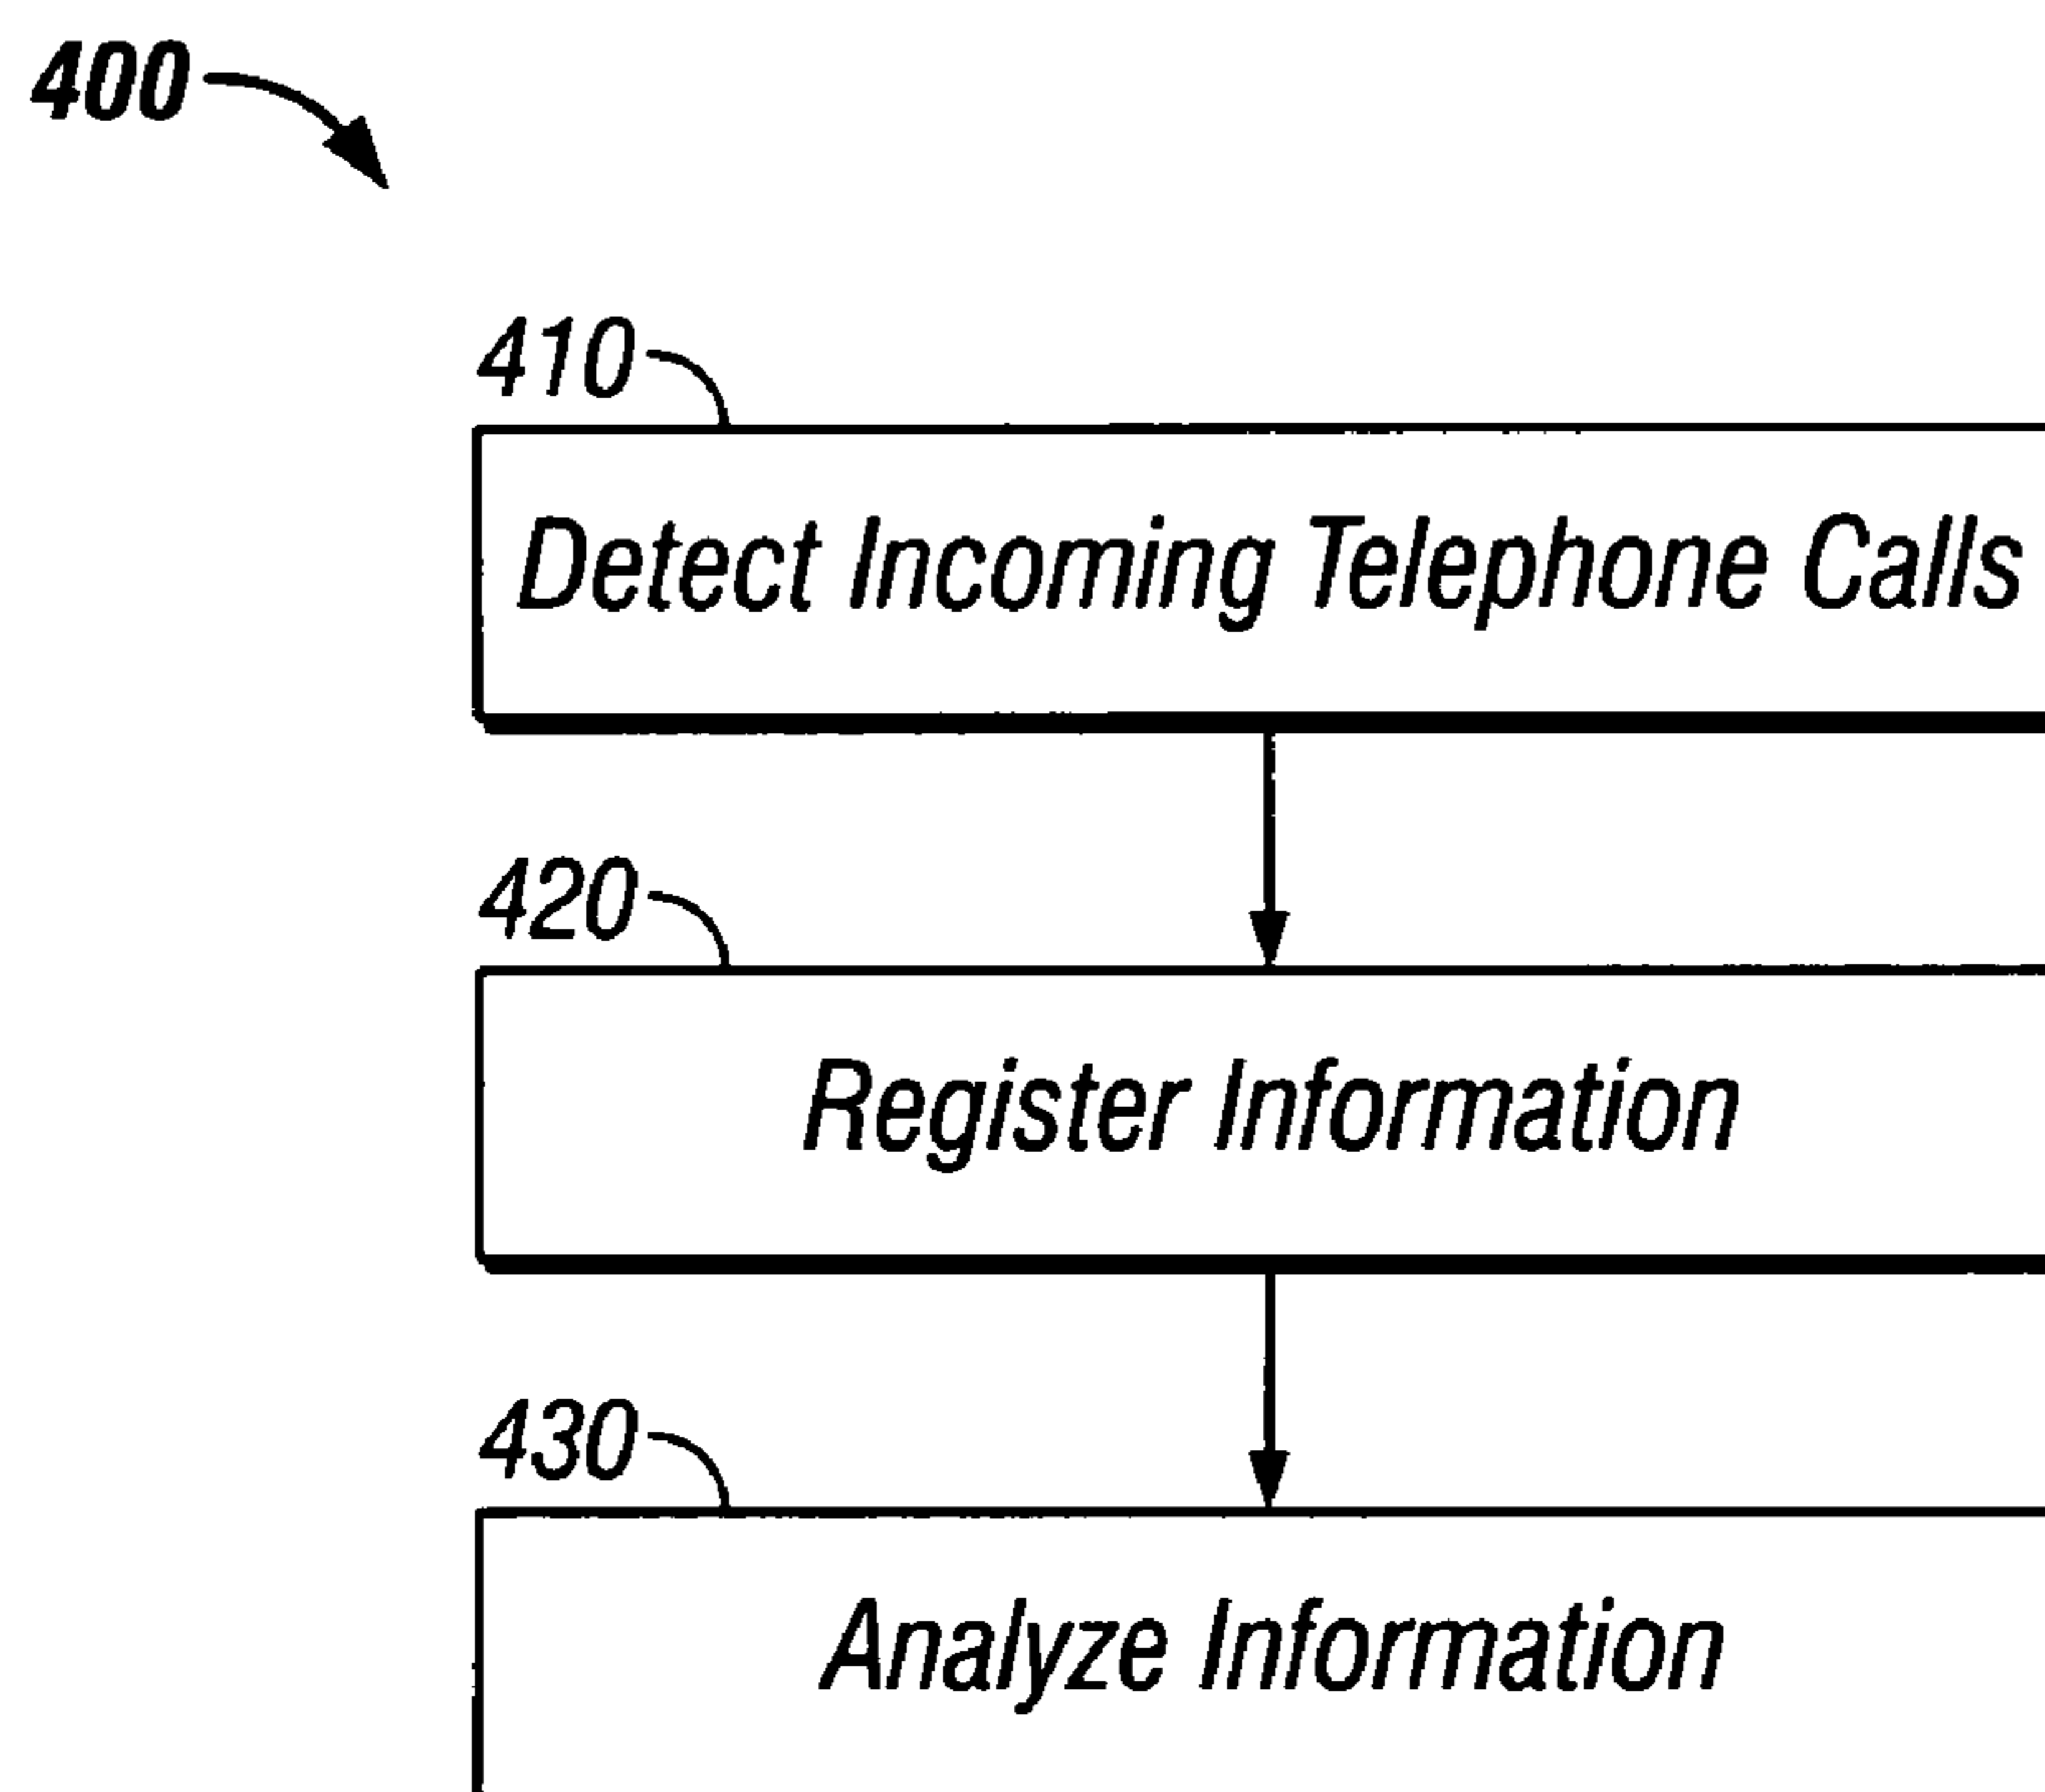 400
410
Detect Incoming Telephone Calls
420
Register Information
430
Analyze Information